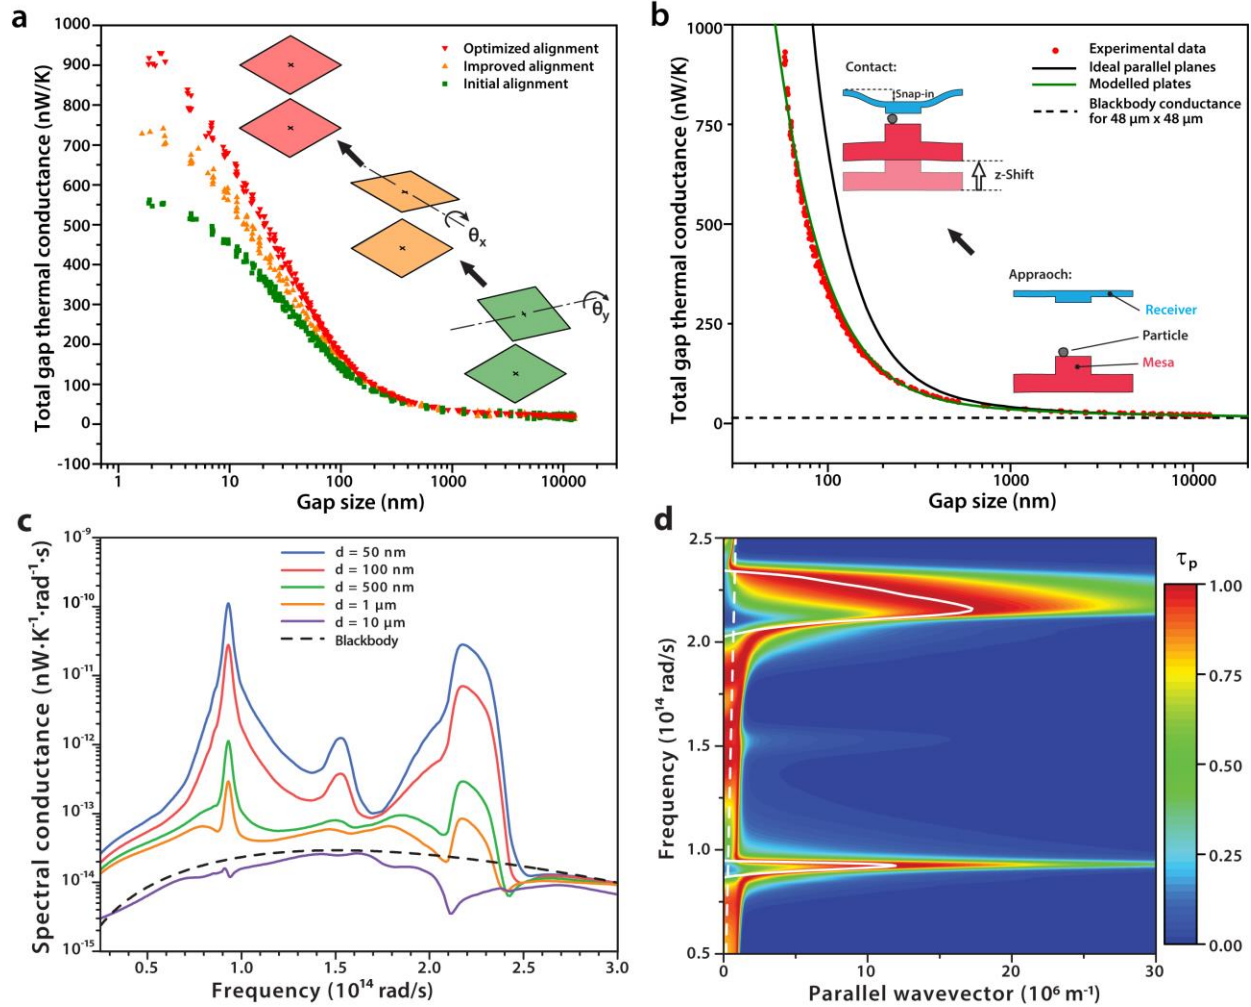 a
Total gap thermal conductance (nW/K)
1000
900
800
700
600
500
400
300
200
100
0
-100
Optimized alignment
Improved alignment
Initial alignment
θx
θy
1
10
100
1000
10000
Gap size (nm)
b
Total gap thermal conductance (nW/K)
1000
750
500
250
0
Contact:
Snap-in
z-Shift
Experimental data
Ideal parallel planes
Modelled plates
Blackbody conductance
for 48 µm x 48 µm
Appraoch:
Receiver
Particle
Mesa
100
1000
10000
Gap size (nm)
c
Spectral conductance (nW·K⁻¹·rad⁻¹·s)
10⁻⁹
10⁻¹⁰
10⁻¹¹
10⁻¹²
10⁻¹³
10⁻¹⁴
10⁻¹⁵
d = 50 nm
d = 100 nm
d = 500 nm
d = 1 µm
d = 10 µm
Blackbody
0.5
1.0
1.5
2.0
2.5
3.0
Frequency (10¹⁴ rad/s)
d
Frequency (10¹⁴ rad/s)
2.5
2.0
1.5
1.0
0.5
0
10
20
30
Parallel wavevector (10⁶ m⁻¹)
τp
1.00
0.75
0.50
0.25
0.00